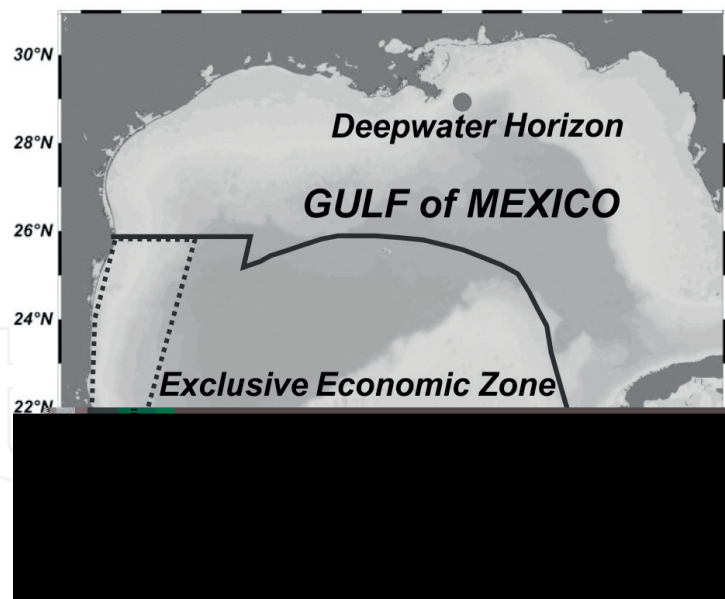 30°N
Deepwater Horizon
28°N
GULF of MEXICO
26°N
24°N
Exclusive Economic Zone
22°N